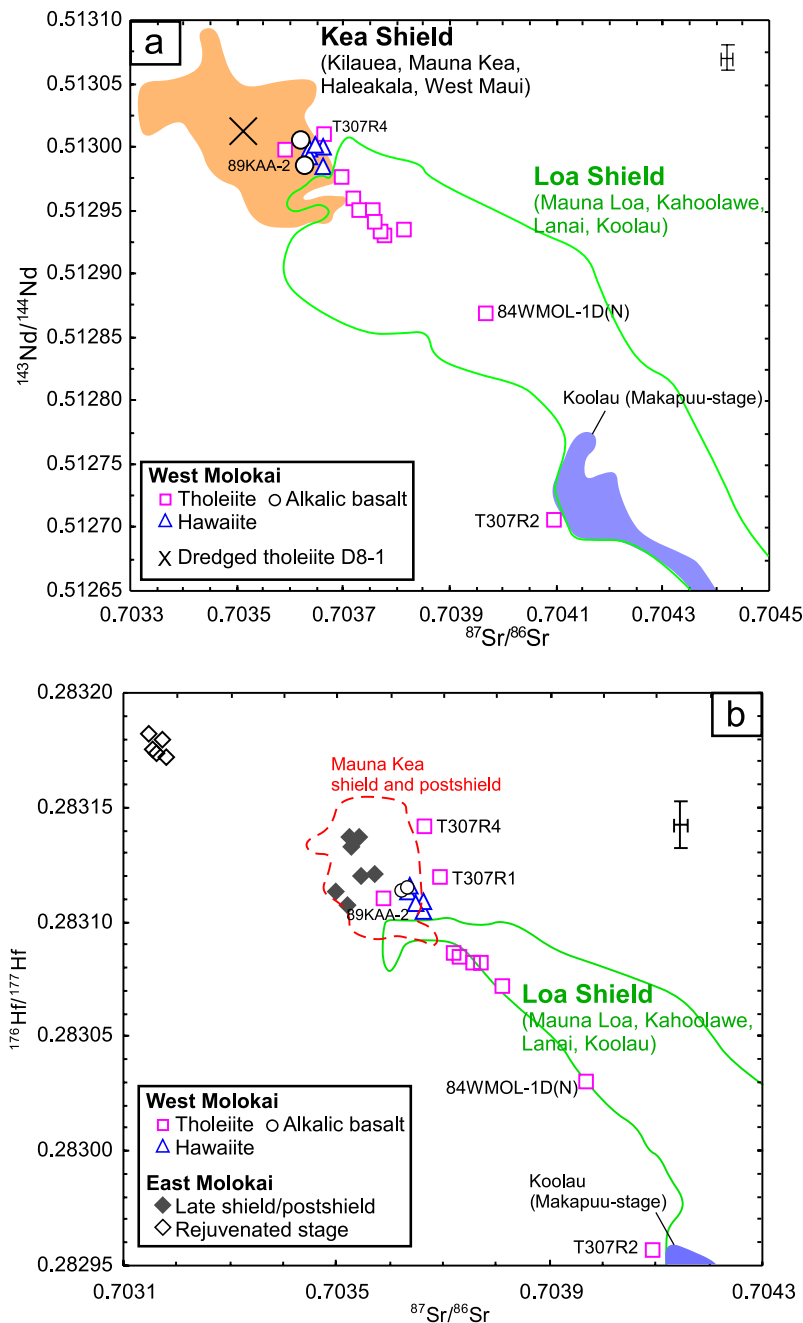 a
Kea Shield
(Kilauea, Mauna Kea,
Haleakala, West Maui)
T307R4
89KAA-2
Loa Shield
(Mauna Loa, Kahoolawe,
Lanai, Koolau)
84WMOL-1D(N)
Koolau (Makapuu-stage)
T307R2
West Molokai
Tholeiite Alkalic basalt
Hawaiite
Dredged tholeiite D8-1
0.51310
0.51305
0.51300
0.51295
0.51290
0.51285
0.51280
0.51275
0.51270
0.51265
143Nd/144Nd
0.7033 0.7035 0.7037 0.7039 0.7041 0.7043 0.7045
87Sr/86Sr
b
Mauna Kea
shield and postshield
T307R4
T307R1
89KAA-2
Loa Shield
(Mauna Loa, Kahoolawe,
Lanai, Koolau)
84WMOL-1D(N)
Koolau
(Makapuu-stage)
T307R2
West Molokai
Tholeiite Alkalic basalt
Hawaiite
East Molokai
Late shield/postshield
Rejuvenated stage
0.28320
0.28315
0.28310
0.28305
0.28300
0.28295
176Hf/177Hf
0.7031 0.7035 0.7039 0.7043
87Sr/86Sr